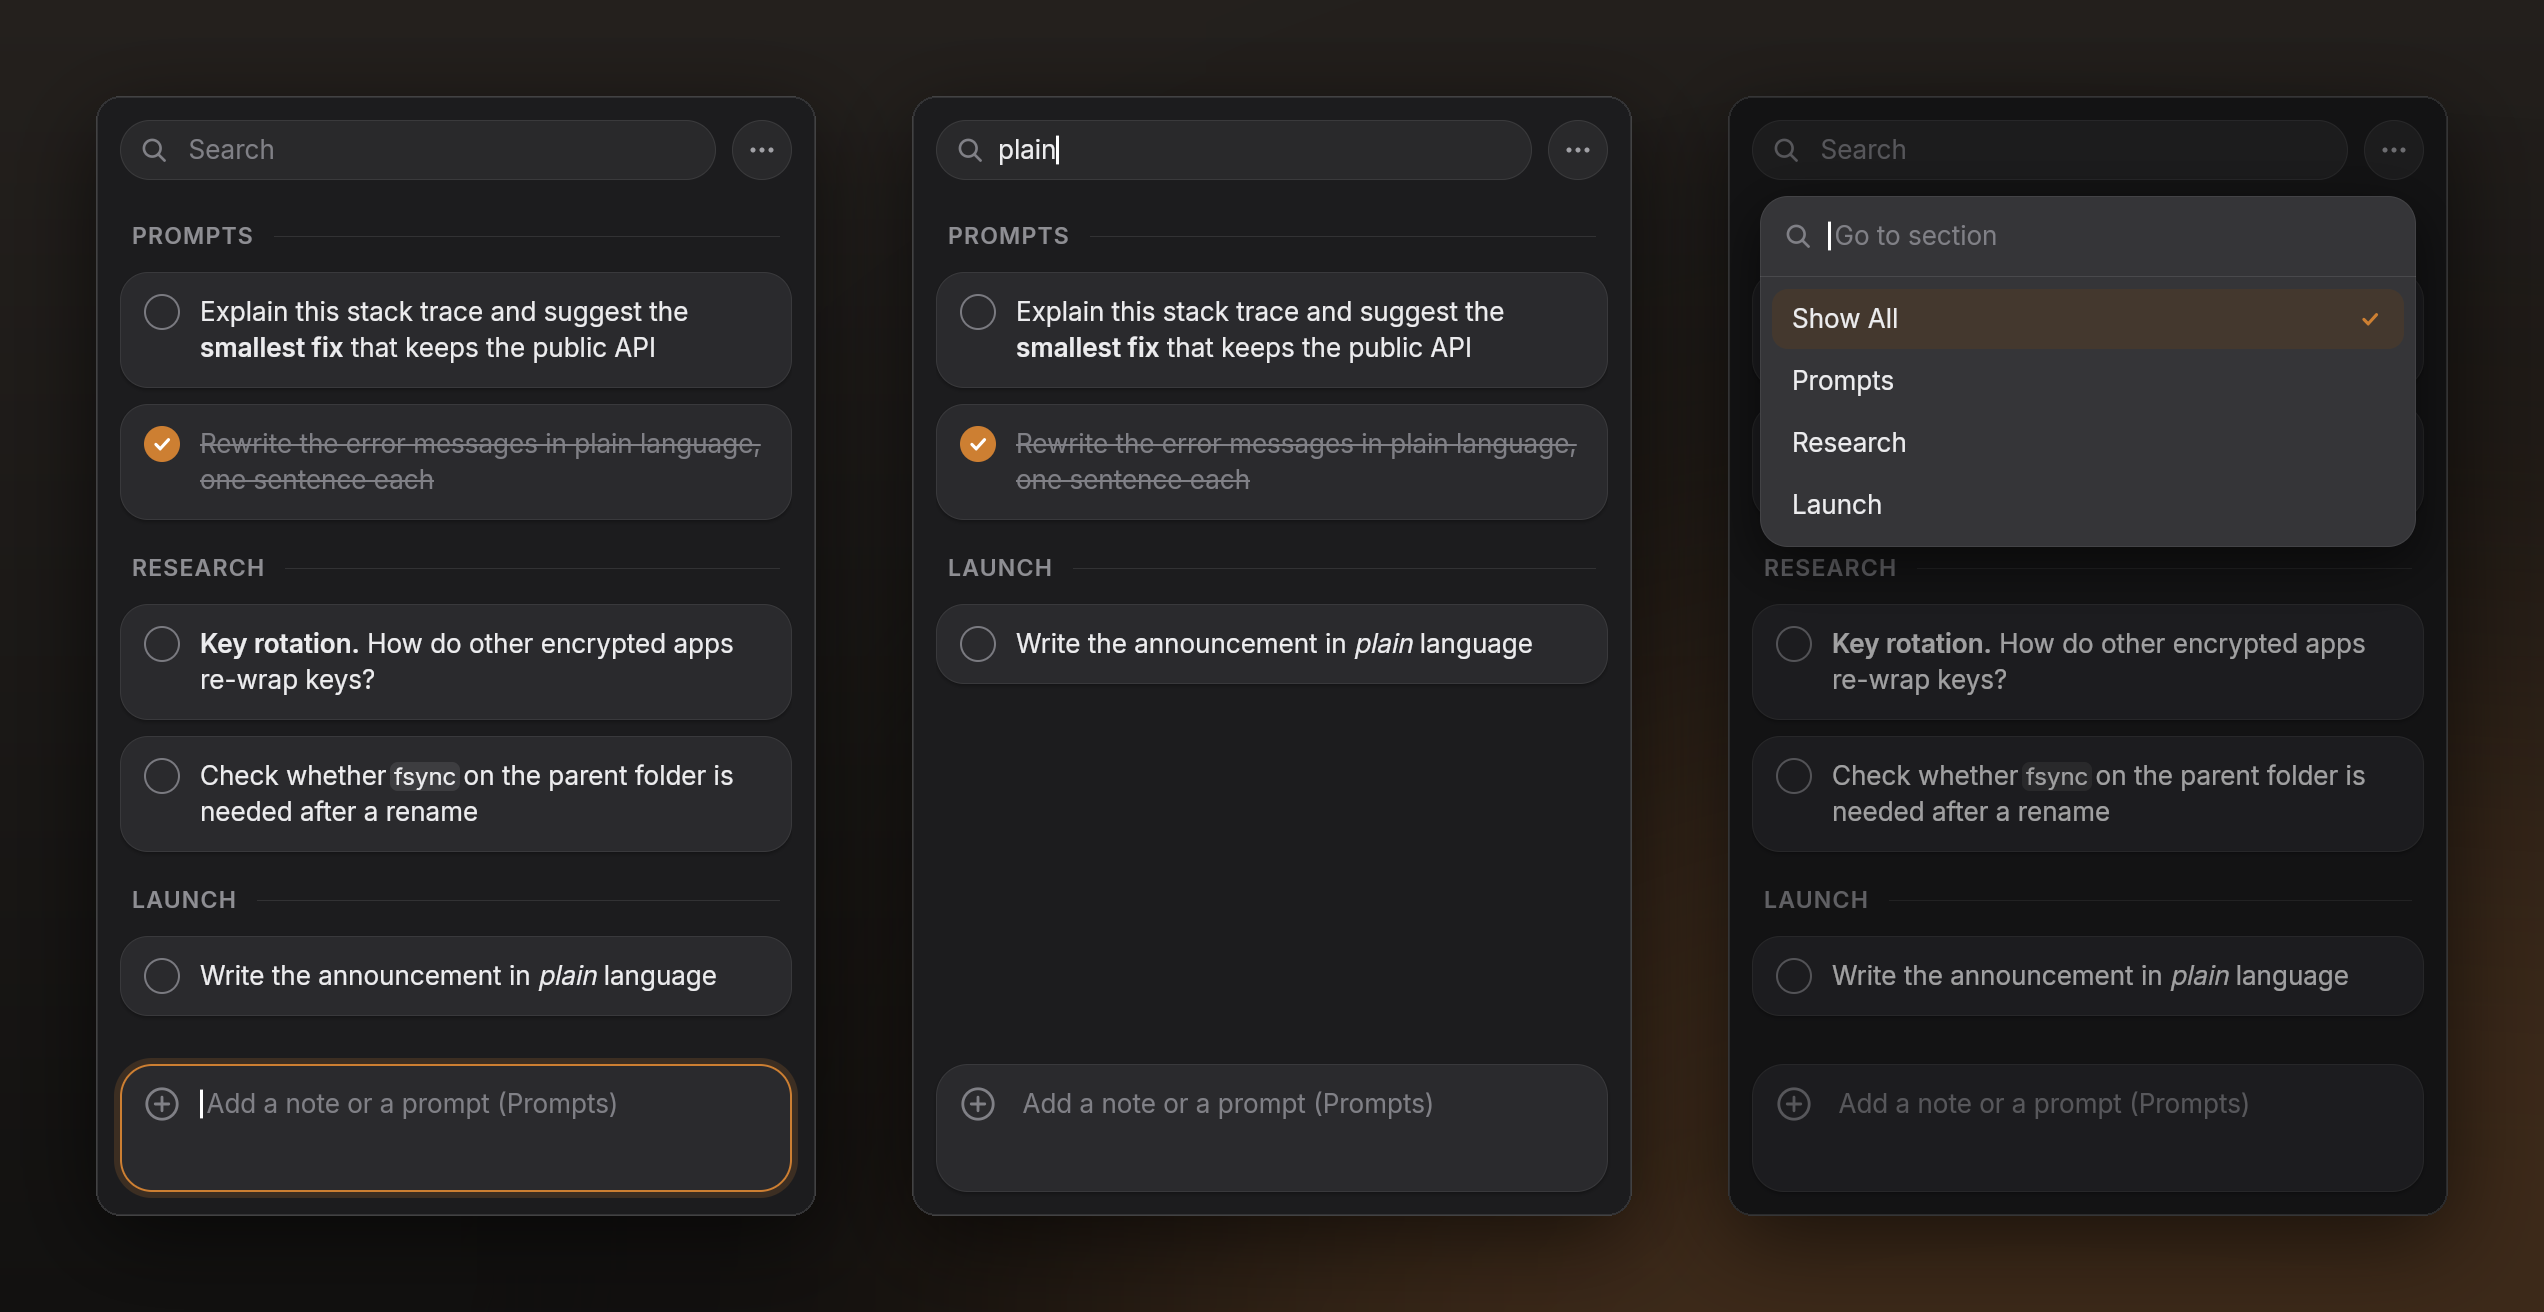 Search
PROMPTS
Explain this stack trace and suggest the
smallest fix that keeps the public API
Rewrite the error messages in plain language,
one sentence each
RESEARCH
Key rotation. How do other encrypted apps
re-wrap keys?
Check whether fsync on the parent folder is
needed after a rename
LAUNCH
Write the announcement in plain language
Add a note or a prompt (Prompts)
plain
PROMPTS
Explain this stack trace and suggest the
smallest fix that keeps the public API
Rewrite the error messages in plain language,
one sentence each
LAUNCH
Write the announcement in plain language
Add a note or a prompt (Prompts)
Search
Go to section
Show All
Prompts
Research
Launch
RESEARCH
Key rotation. How do other encrypted apps
re-wrap keys?
Check whether fsync on the parent folder is
needed after a rename
LAUNCH
Write the announcement in plain language
Add a note or a prompt (Prompts)